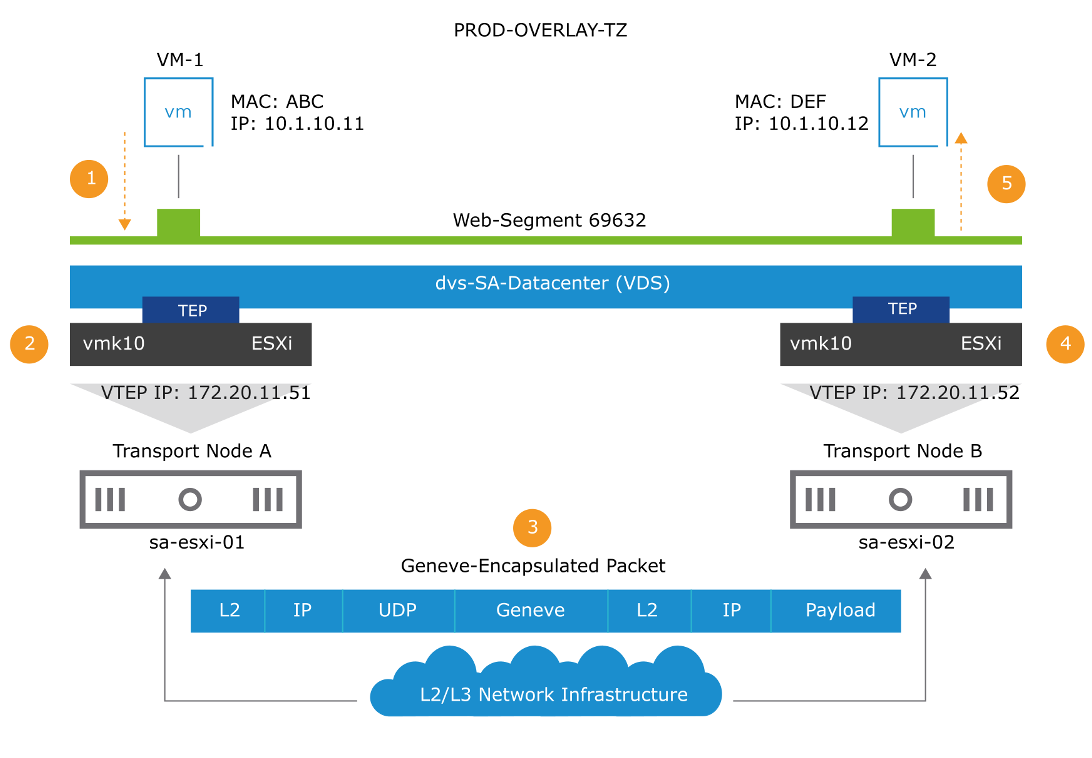 PROD-OVERLAY-TZ
VM-1
VM-2
vm
MAC: ABC
IP: 10.1.10.11
MAC: DEF
IP: 10.1.10.12
vm
1
5
Web-Segment 69632
dvs-SA-Datacenter (VDS)
TEP
TEP
2
vmk10
ESXi
vmk10
ESXi
4
VTEP IP: 172.20.11.51
VTEP IP: 172.20.11.52
Transport Node A
Transport Node B
sa-esxi-01
3
sa-esxi-02
Geneve-Encapsulated Packet
L2
IP
UDP
Geneve
L2
IP
Payload
L2/L3 Network Infrastructure